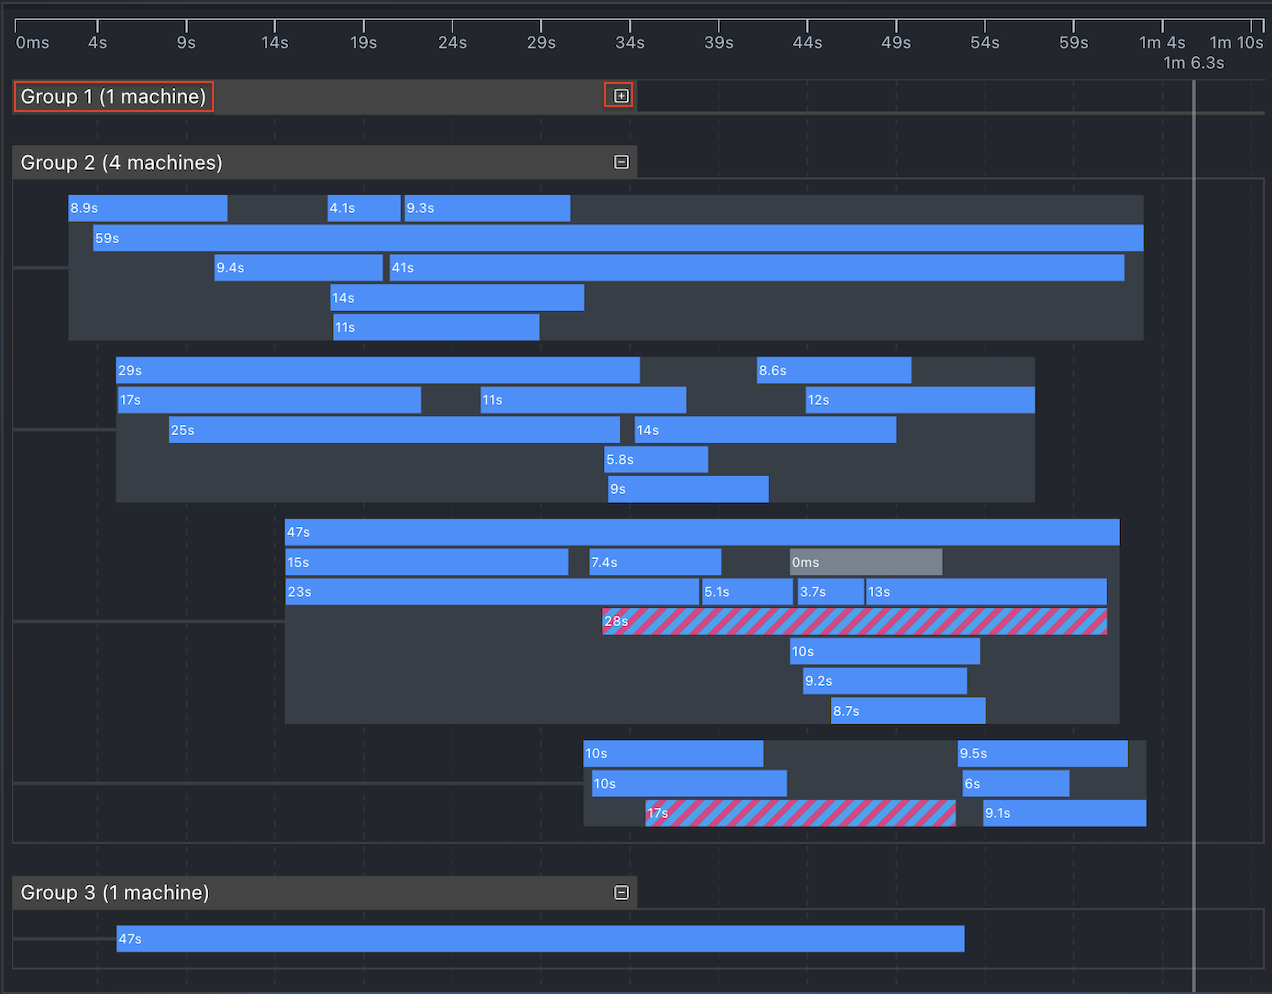 0ms 4s 9s 14s 19s 24s 29s 34s 39s 44s 49s 54s 59s 1m 4s 1m 10s
1m 6.3s
Group 1 (1 machine)
Group 2 (4 machines)
8.9s 4.1s 9.3s
59s
9.4s 41s
14s
11s
29s 8.6s
17s 11s 12s
25s 14s
5.8s
9s
47s
15s 7.4s 0ms
23s 5.1s 3.7s 13s
28s
10s
9.2s
8.7s
10s 9.5s
10s 6s
17s 9.1s
Group 3 (1 machine)
47s